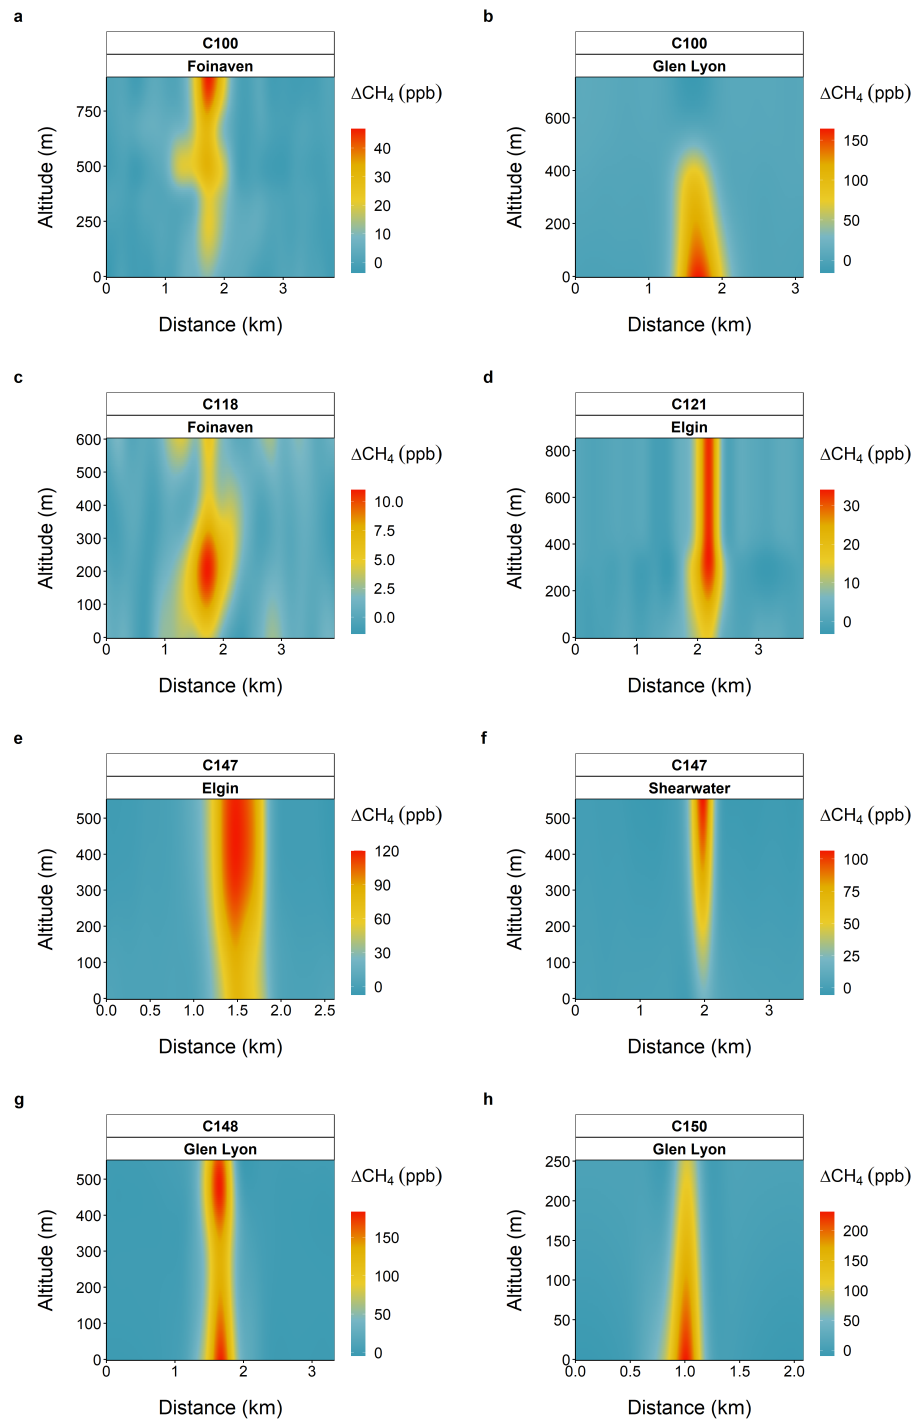 a
C100
Foinaven
ΔCH₄ (ppb)
Altitude (m)
750
500
250
0
0 1 2 3
Distance (km)
40
30
20
10
0
b
C100
Glen Lyon
ΔCH₄ (ppb)
Altitude (m)
600
400
200
0
0 1 2 3
Distance (km)
150
100
50
0
c
C118
Foinaven
ΔCH₄ (ppb)
Altitude (m)
600
500
400
300
200
100
0
0 1 2 3
Distance (km)
10.0
7.5
5.0
2.5
0.0
d
C121
Elgin
ΔCH₄ (ppb)
Altitude (m)
800
600
400
200
0
0 1 2 3
Distance (km)
30
20
10
0
e
C147
Elgin
ΔCH₄ (ppb)
Altitude (m)
500
400
300
200
100
0
0.0 0.5 1.0 1.5 2.0 2.5
Distance (km)
120
90
60
30
0
f
C147
Shearwater
ΔCH₄ (ppb)
Altitude (m)
500
400
300
200
100
0
0 1 2 3
Distance (km)
100
75
50
25
0
g
C148
Glen Lyon
ΔCH₄ (ppb)
Altitude (m)
500
400
300
200
100
0
0 1 2 3
Distance (km)
150
100
50
0
h
C150
Glen Lyon
ΔCH₄ (ppb)
Altitude (m)
250
200
150
100
50
0
0.0 0.5 1.0 1.5 2.0
Distance (km)
200
150
100
50
0